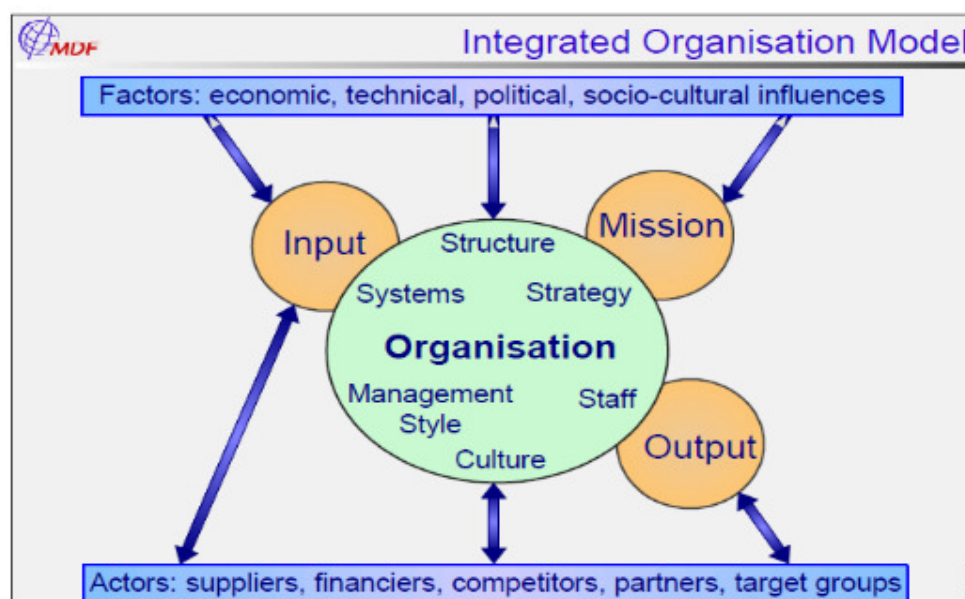 MDF
Integrated Organisation Model
Factors: economic, technical, political, socio-cultural influences
Input
Mission
Structure
Systems
Strategy
Organisation
Management
Style
Staff
Culture
Output
Actors: suppliers, financiers, competitors, partners, target groups